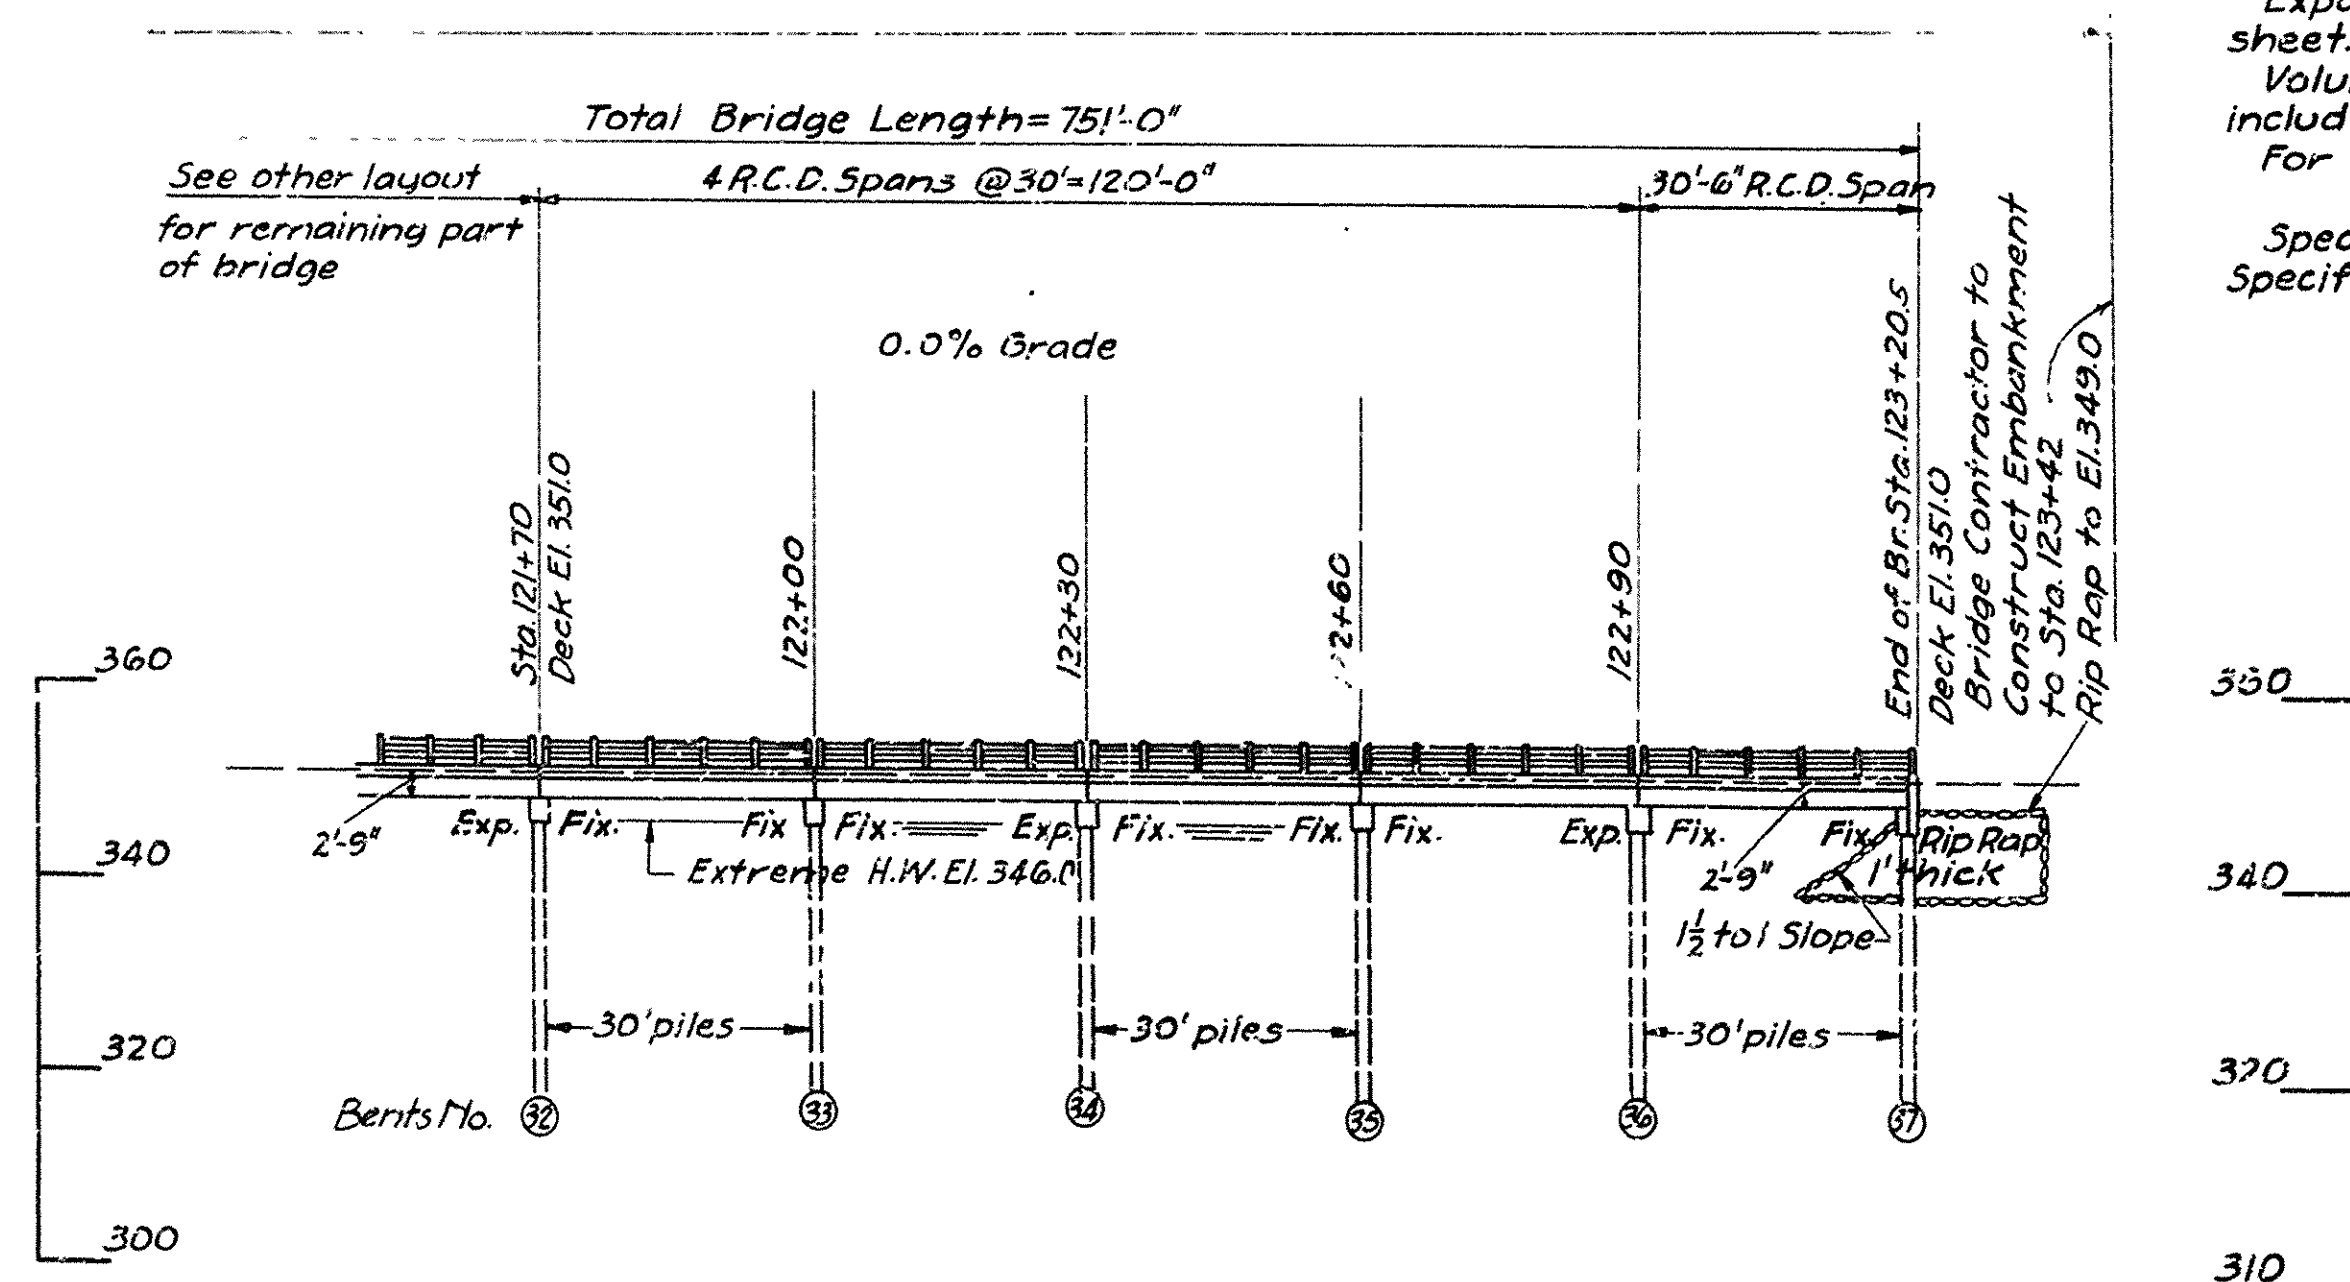 Total Bridge Length=751'-0"
See other layout
for remaining part
of bridge
4 R.C.D. Spans @30'=120'-0"
30'-6" R.C.D. Span
0.0% Grade
Sta. 121+70
Deck El. 351.0
122+00
122+30
2+60
122+90
End of Br. Sta. 123+20.5
Deck El. 351.0
Bridge Contractor to
Construct Embankment
to Sta. 123+42
Rip Rap to El. 349.0
sheet.
includ
For
360
340
320
300
2'-9"
Exp. Fix. Fix Fix. Exp. Fix. Fix. Fix. Exp. Fix. Fix.
Extreme H.W. El. 346.0
2'-9"
Rip Rap
1' thick
1½ to 1 Slope
30' piles
30' piles
30' piles
Bents No. 32 33 34 35 36 37
340
320
310